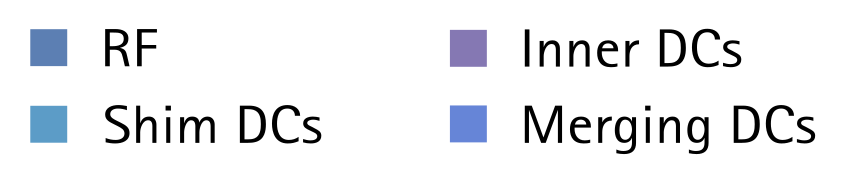 RF
Inner DCs
Shim DCs
Merging DCs